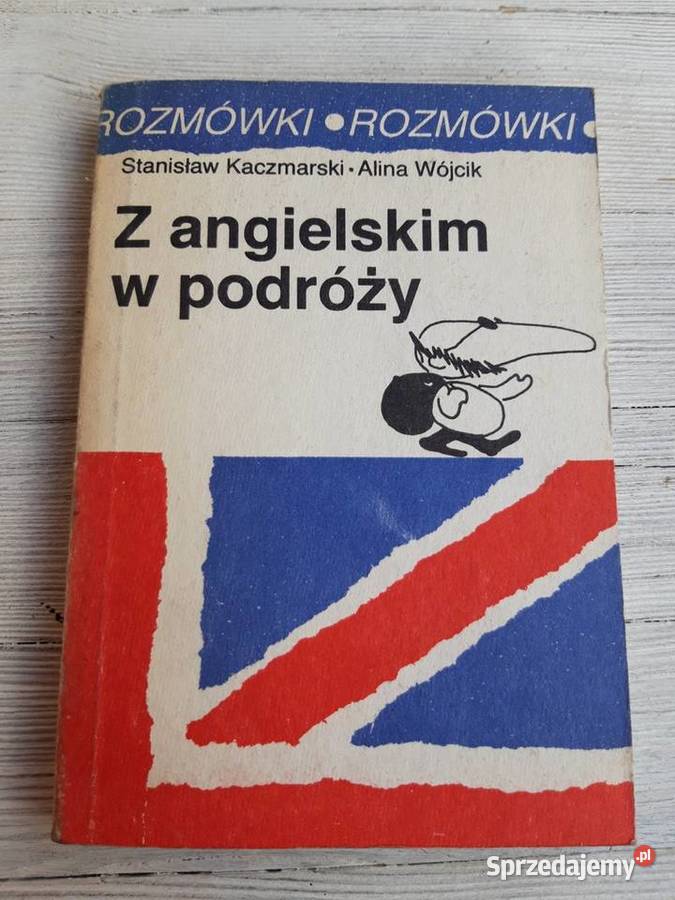 ROZMÓWKI • ROZMÓWKI •
Stanisław Kaczmarski • Alina Wójcik
Z angielskim
w podróży
Sprzedajemy.pl